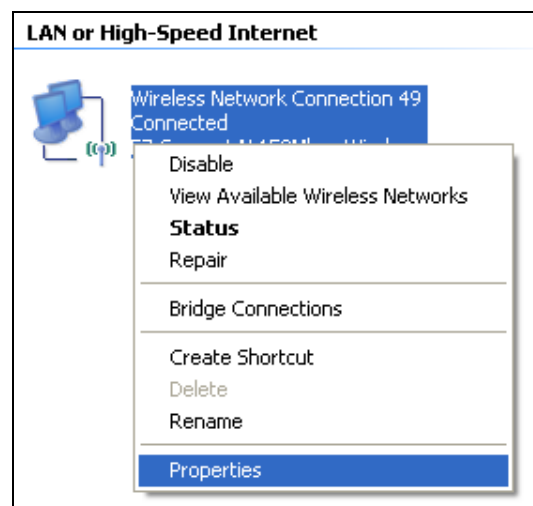 LAN or High-Speed Internet
Wireless Network Connection 49
Connected
Disable
View Available Wireless Networks
Status
Repair
Bridge Connections
Create Shortcut
Delete
Rename
Properties